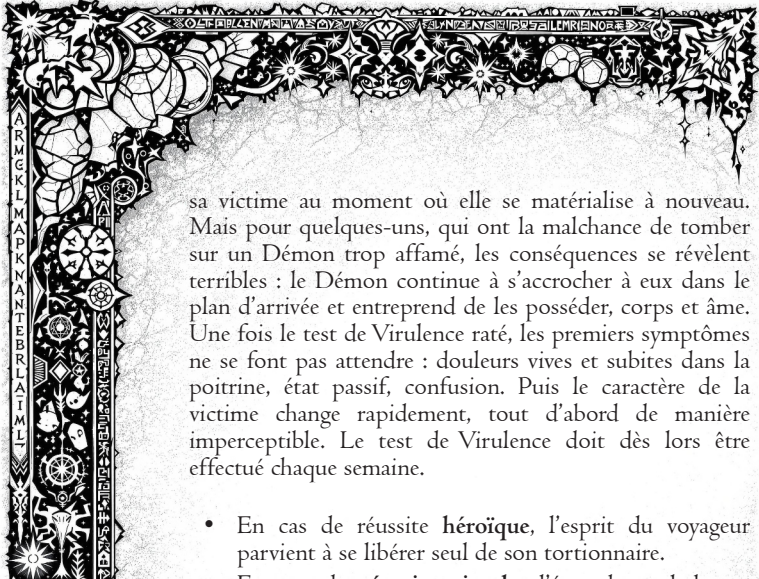 sa victime au moment où elle se matérialise à nouveau.
Mais pour quelques-uns, qui ont la malchance de tomber
sur un Démon trop affamé, les conséquences se révèlent
terribles : le Démon continue à s'accrocher à eux dans le
plan d'arrivée et entreprend de les posséder, corps et âme.
Une fois le test de Virulence raté, les premiers symptômes
ne se font pas attendre : douleurs vives et subites dans la
poitrine, état passif, confusion. Puis le caractère de la
victime change rapidement, tout d'abord de manière
imperceptible. Le test de Virulence doit dès lors être
effectué chaque semaine.
• En cas de réussite héroïque, l'esprit du voyageur
parvient à se libérer seul de son tortionnaire.